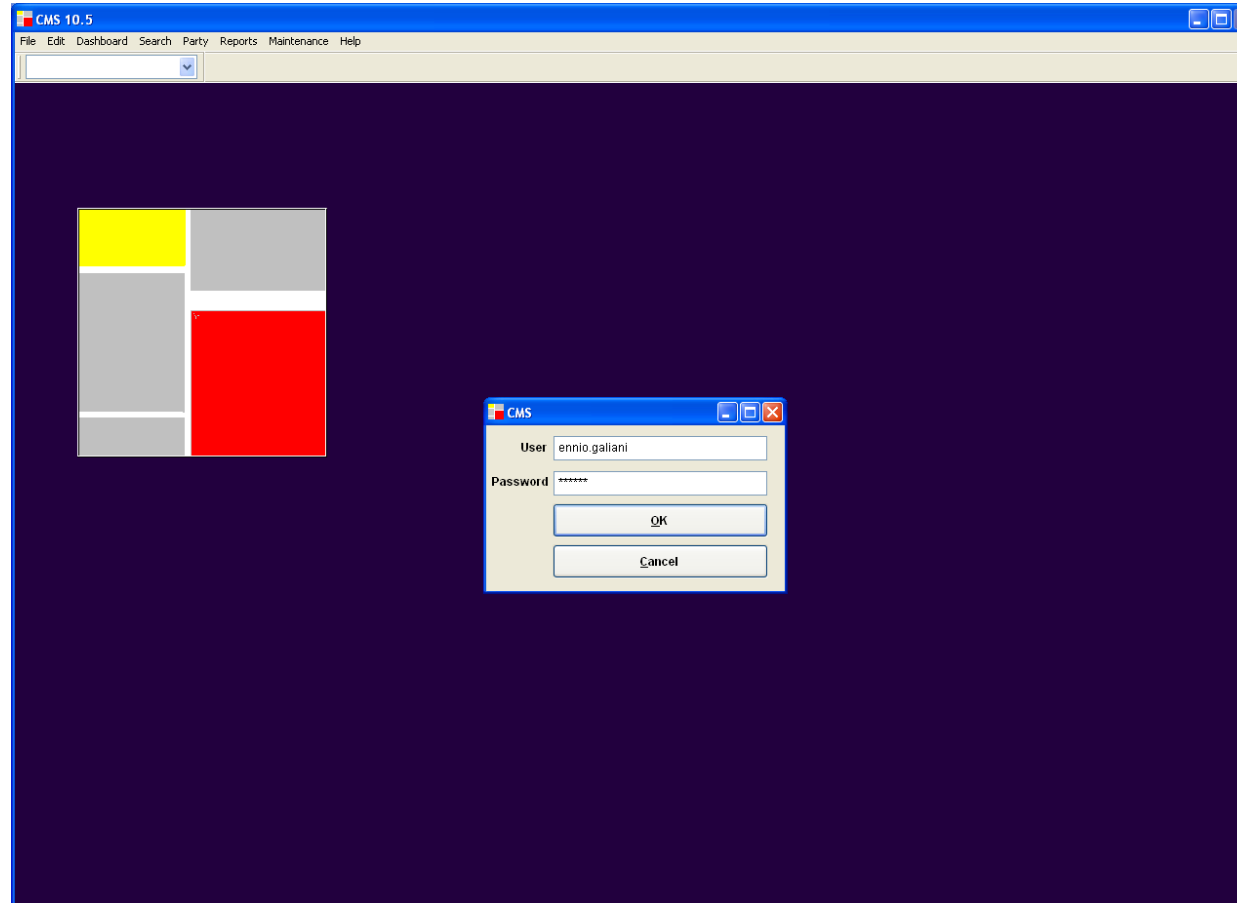 CMS 10.5
File Edit Dashboard Search Party Reports Maintenance Help
CMS
User ennio.galiani
Password ******
OK
Cancel